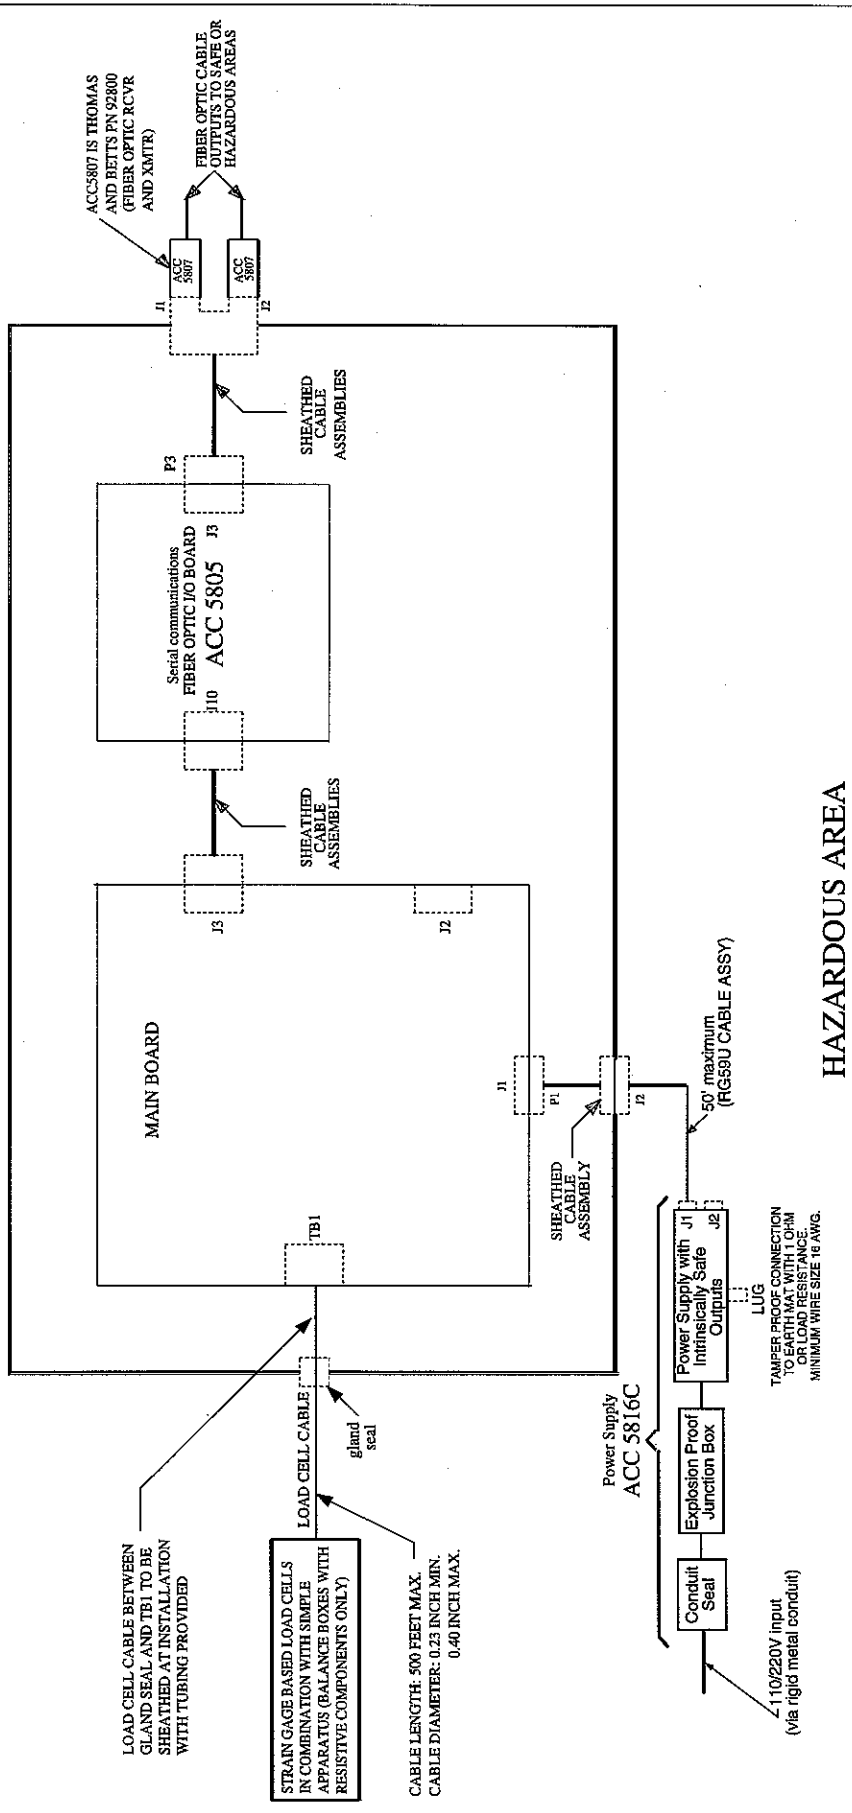 LOAD CELL CABLE BETWEEN
GLAND SEAL AND TB1 TO BE
SHEATHED AT INSTALLATION
WITH TUBING PROVIDED
STRAIN GAGE BASED LOAD CELLS
IN COMBINATION WITH SIMPLE
APPARATUS (BALANCE BOXES WITH
RESISTIVE COMPONENTS ONLY)
CABLE LENGTH: 500 FEET MAX.
CABLE DIAMETER: 0.23 INCH MIN.
0.40 INCH MAX.
LOAD CELL CABLE
gland
seal
TB1
MAIN BOARD
J3
J2
J1
P1
J2
SHEATHED
CABLE
ASSEMBLY
SHEATHED
CABLE
ASSEMBLIES
J10
Serial communications
FIBER OPTIC I/O BOARD
ACC 5805
J3
P3
SHEATHED
CABLE
ASSEMBLIES
J1
J2
ACC
5807
ACC
5807
ACC5807 IS THOMAS
AND BETTS PN 92800
(FIBER OPTIC RCVR
AND XMTR)
FIBER OPTIC CABLE
OUTPUTS TO SAFE OR
HAZARDOUS AREAS
50' maximum
(RG59U CABLE ASSY)
Power Supply
ACC 5816C
110/220V input
(via rigid metal conduit)
Conduit
Seal
Explosion Proof
Junction Box
Power Supply with
Intrinsically Safe
Outputs
J1
J2
LUG
TAMPER PROOF CONNECTION
TO EARTH MAT WITH 1 OHM
OR LOAD RESISTANCE.
MINIMUM WIRE SIZE 16 AWG.
HAZARDOUS AREA